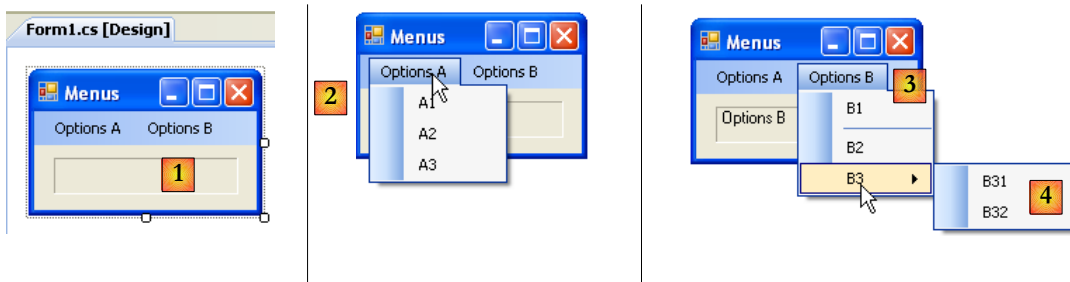 Form1.cs [Design]
Menus
Options A Options B
1
2
Menus
Options A Options B
A1
A2
A3
Menus
Options A Options B
3
Options B
B1
B2
B3
B31
B32
4